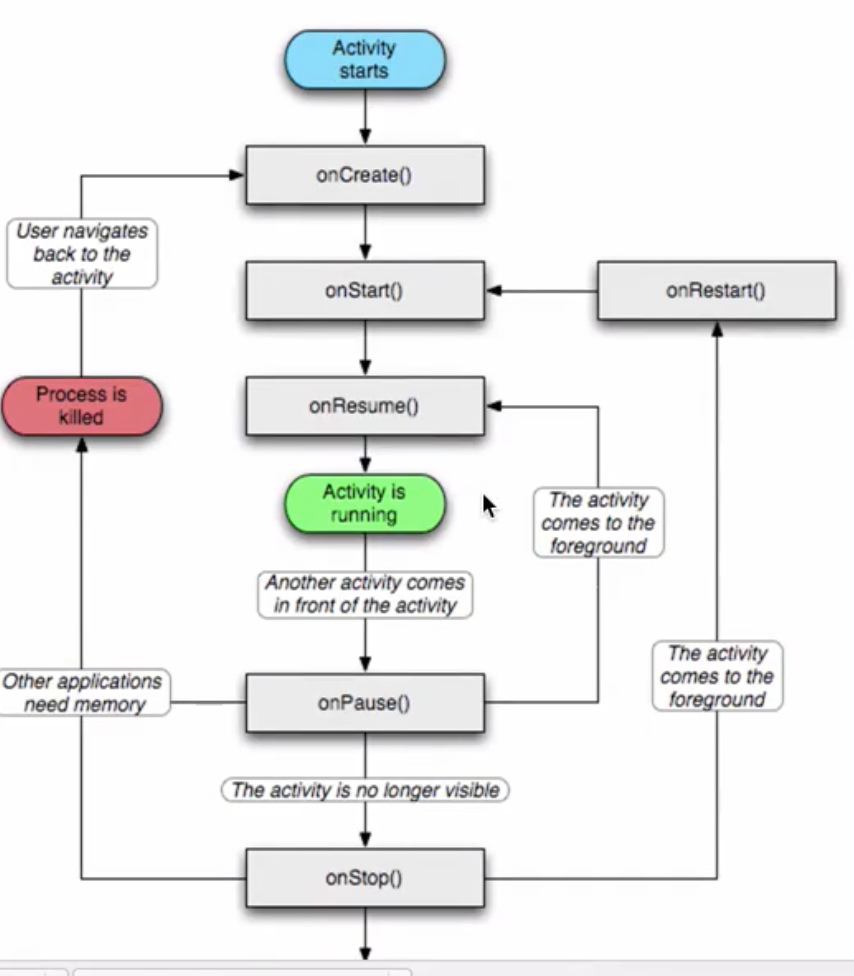 Activity
starts
onCreate()
User navigates
back to the
activity
onStart()
onRestart()
Process is
killed
onResume()
Activity is
running
The activity
comes to the
foreground
Another activity comes
in front of the activity
The activity
comes to the
foreground
Other applications
need memory
onPause()
The activity is no longer visible
onStop()